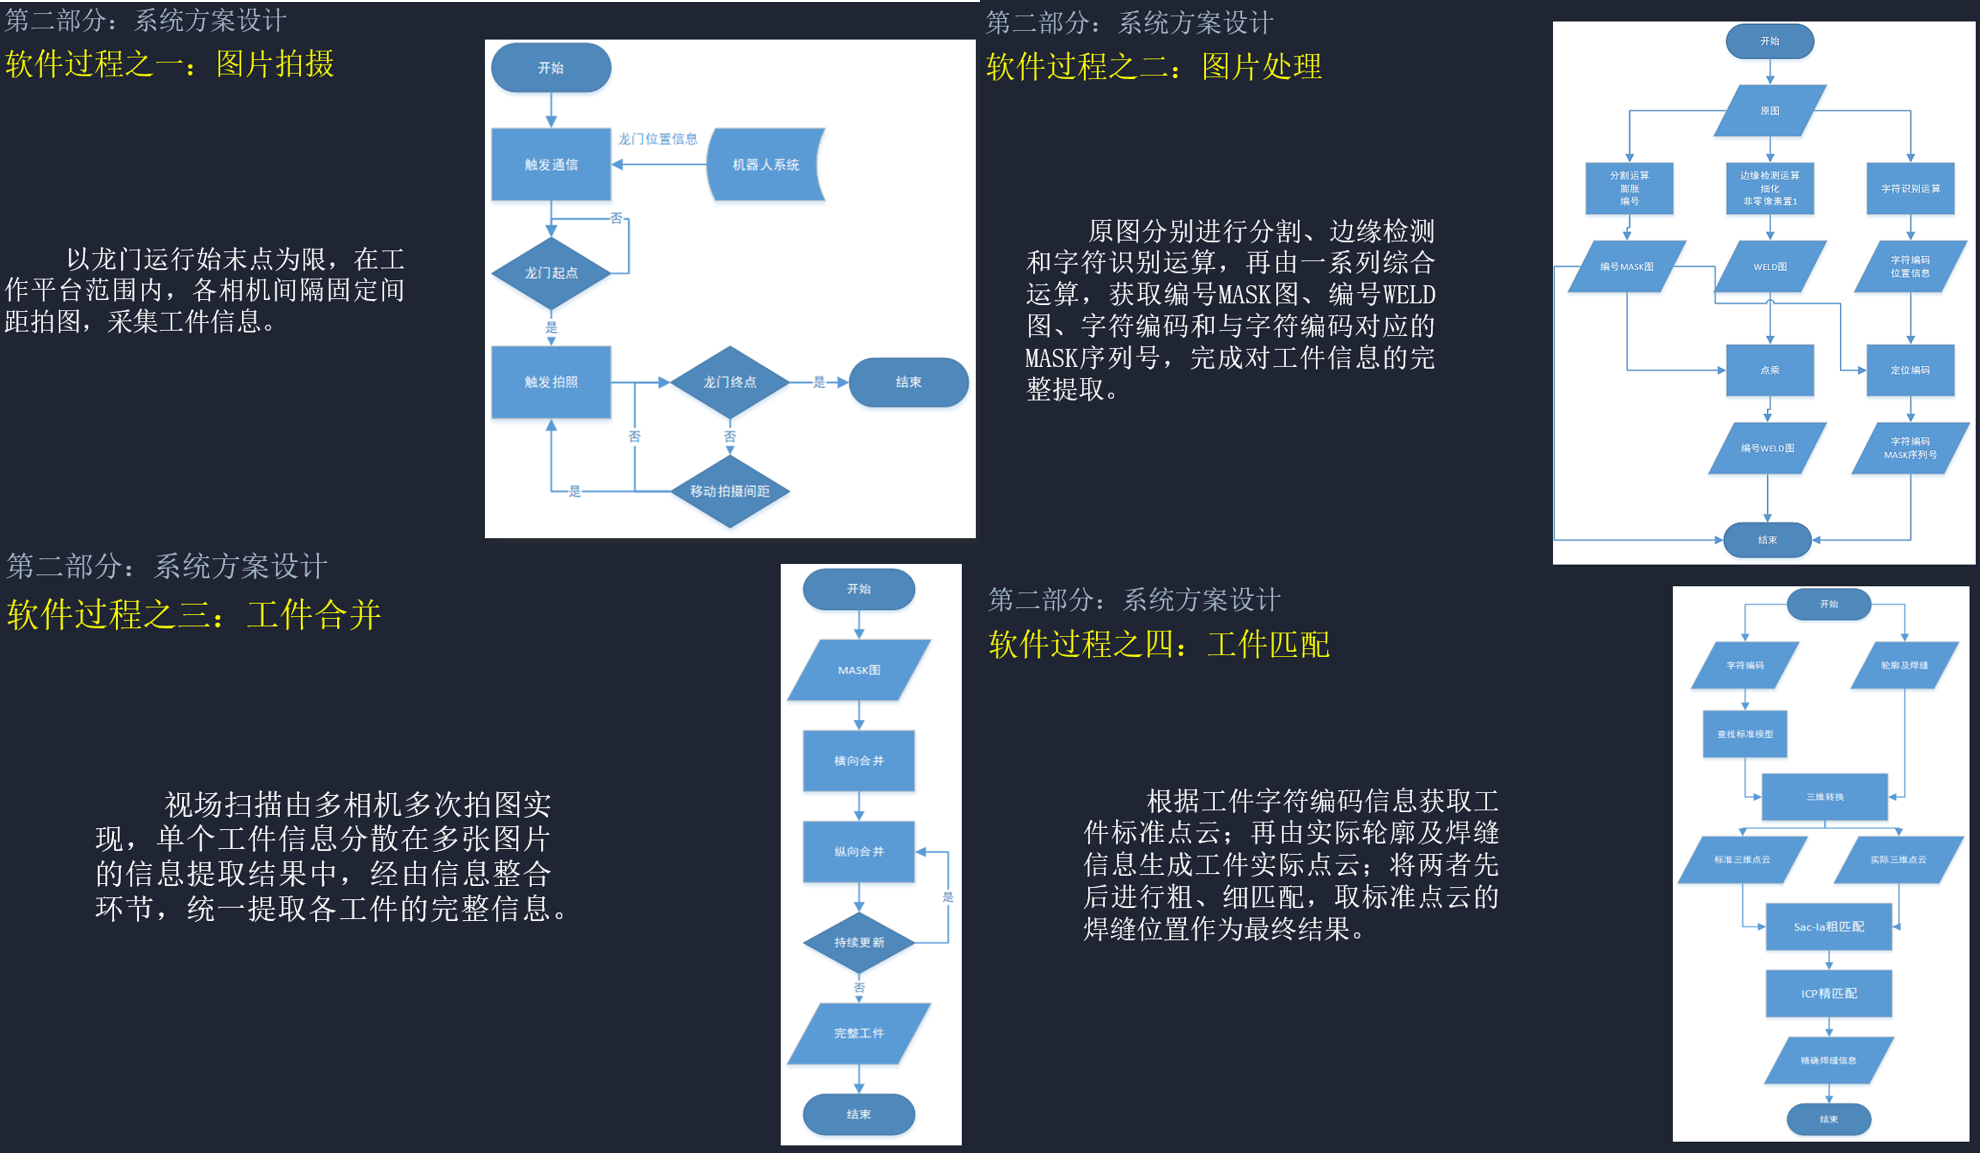 第二部分：系统方案设计
软件过程之一：图片拍摄
以龙门运行始末点为限，在工
作平台范围内，各相机间隔固定间
距拍图，采集工件信息。
开始
龙门位置信息
触发通信
机器人系统
否
龙门起点
是
触发拍照
龙门终点
是
结束
否
否
是
移动拍摄间距
第二部分：系统方案设计
软件过程之二：图片处理
原图分别进行分割、边缘检测
和字符识别运算，再由一系列综合
运算，获取编号MASK图、编号WELD
图、字符编码和与字符编码对应的
MASK序列号，完成对工件信息的完
整提取。
开始
原图
分割运算
膨胀
编号
边缘检测运算
细化
非零像素置1
字符识别运算
编号MASK图
WELD图
字符编码
位置信息
点乘
定位编码
编号WELD图
字符编码
MASK序列号
结束
第二部分：系统方案设计
软件过程之三：工件合并
视场扫描由多相机多次拍图实
现，单个工件信息分散在多张图片
的信息提取结果中，经由信息整合
环节，统一提取各工件的完整信息。
开始
MASK图
横向合并
纵向合并
是
持续更新
否
完整工件
结束
第二部分：系统方案设计
软件过程之四：工件匹配
根据工件字符编码信息获取工
件标准点云；再由实际轮廓及焊缝
信息生成工件实际点云；将两者先
后进行粗、细匹配，取标准点云的
焊缝位置作为最终结果。
开始
字符编码
轮廓及焊缝
查找标准模型
三维转换
标准三维点云
实际三维点云
Sac-Ia粗匹配
ICP精匹配
精确焊缝信息
结束